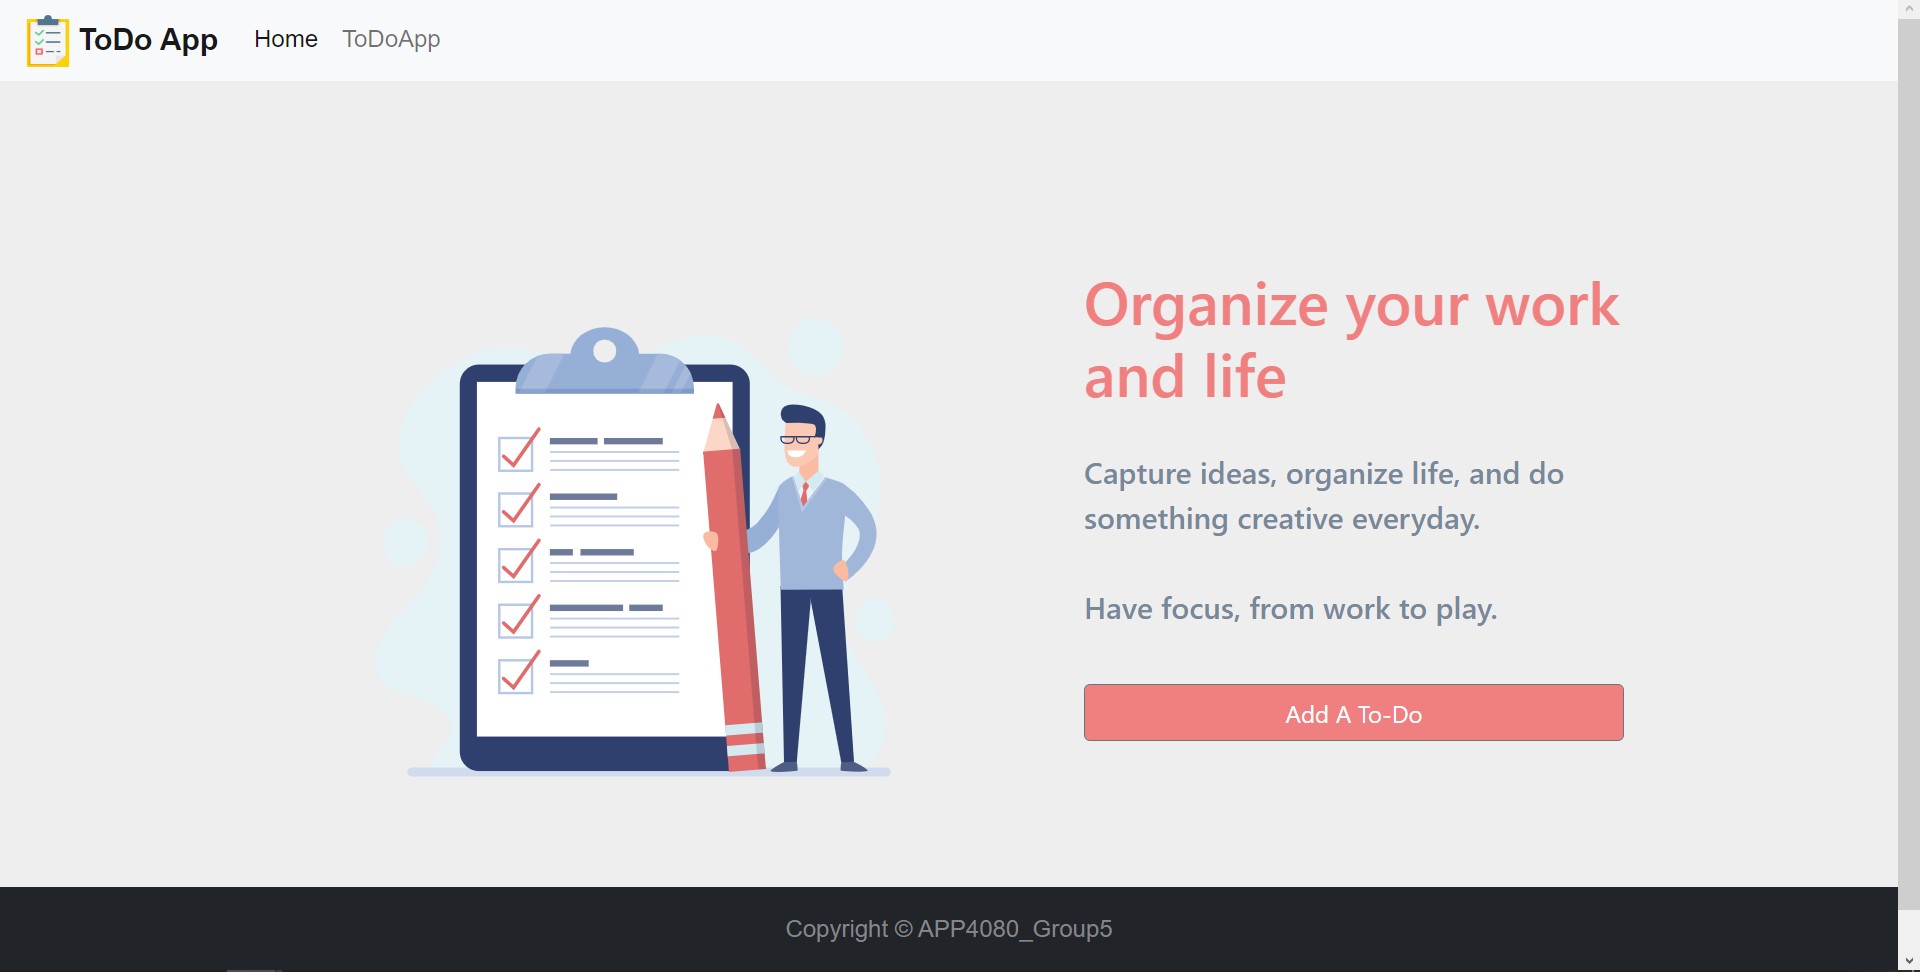 ToDo App
Home
ToDoApp
Organize your work
and life
Capture ideas, organize life, and do
something creative everyday.
Have focus, from work to play.
Add A To-Do
Copyright © APP4080_Group5